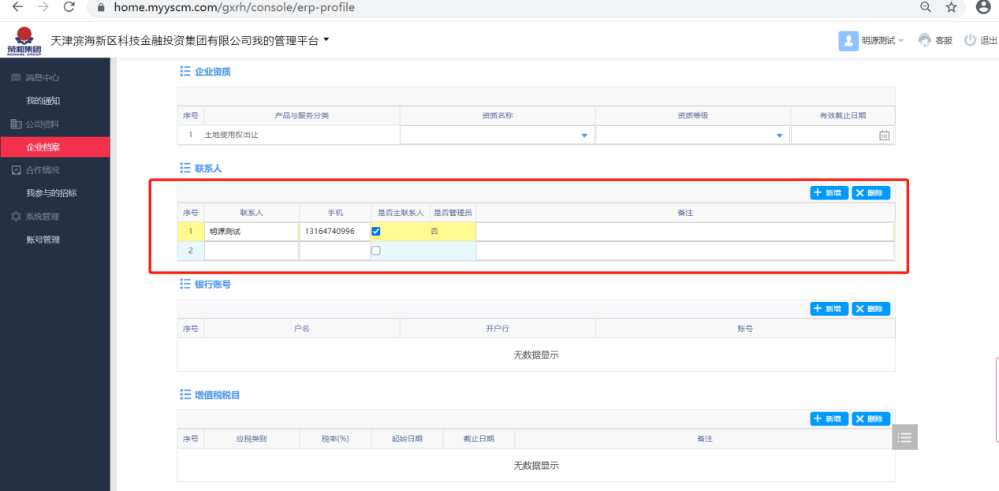 home.myyscm.com/gxrh/console/erp-profile
荣和集团
RONGHE GROUP
天津滨海新区科技金融投资集团有限公司我的管理平台
明源测试
客服
退出
消息中心
我的通知
公司资料
企业档案
合作情况
我参与的招标
系统管理
账号管理
企业资质
序号 产品与服务分类 资质名称 资质等级 有效截止日期
1 土地使用权出让
联系人
新增 删除
序号 联系人 手机 是否主联系人 是否管理员 备注
1 明源测试 13164740996 否
2
银行账号
新增 删除
序号 户名 开户行 账号
无数据显示
增值税税目
新增 删除
序号 应税类别 税率(%) 起始日期 截止日期 备注
无数据显示